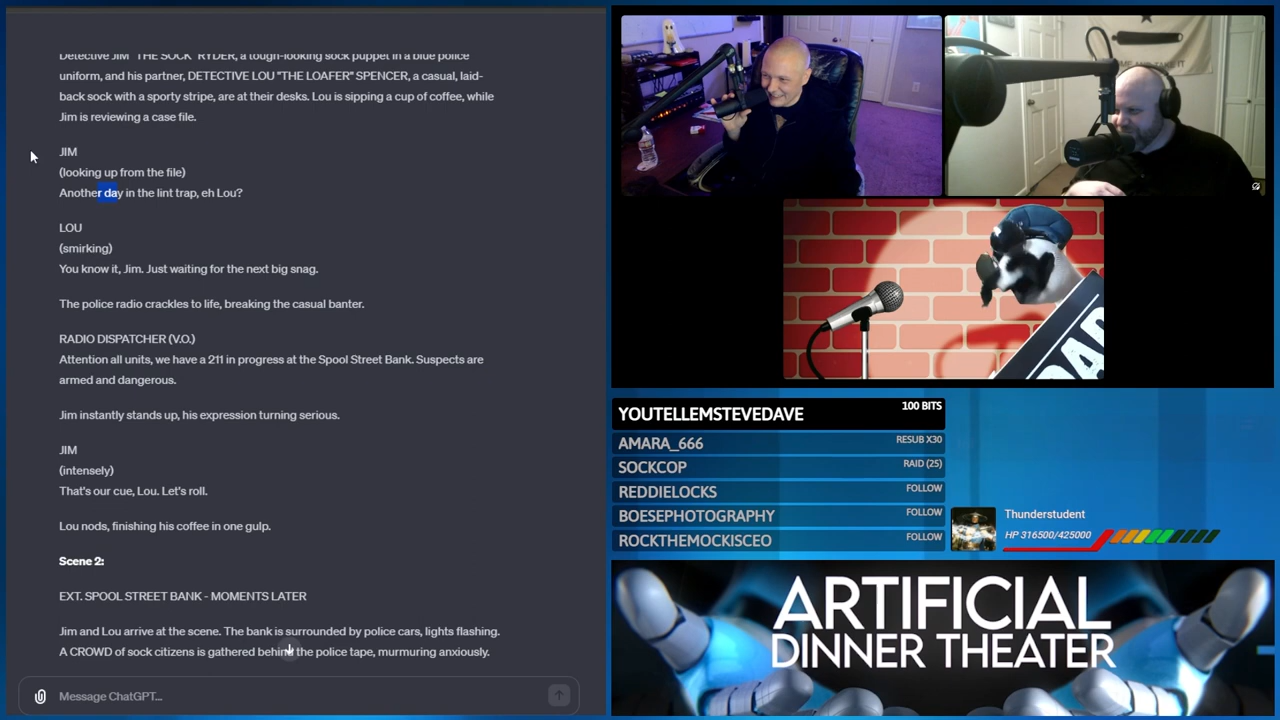 Detective JIM "THE SOCK" RYDER, a tough-looking sock puppet in a blue police
uniform, and his partner, DETECTIVE LOU "THE LOAFER" SPENCER, a casual, laid-
back sock with a sporty stripe, are at their desks. Lou is sipping a cup of coffee, while
Jim is reviewing a case file.
JIM
(looking up from the file)
Another day in the lint trap, eh Lou?
LOU
(smirking)
You know it, Jim. Just waiting for the next big snag.
The police radio crackles to life, breaking the casual banter.
RADIO DISPATCHER (V.O.)
Attention all units, we have a 211 in progress at the Spool Street Bank. Suspects are
armed and dangerous.
Jim instantly stands up, his expression turning serious.
JIM
(intensely)
That's our cue, Lou. Let's roll.
Lou nods, finishing his coffee in one gulp.
Scene 2:
EXT. SPOOL STREET BANK - MOMENTS LATER
Jim and Lou arrive at the scene. The bank is surrounded by police cars, lights flashing.
A CROWD of sock citizens is gathered behind the police tape, murmuring anxiously.
Message ChatGPT...
YOUTELLEMSTEVEDAVE 100 BITS
AMARA_666 RESUB X30
SOCKCOP RAID (25)
REDDIELOCKS FOLLOW
BOESEPHOTOGRAPHY FOLLOW
ROCKTHEMOCKISCEO FOLLOW
Thunderstudent
HP 316500/425000
ARTIFICIAL
DINNER THEATER